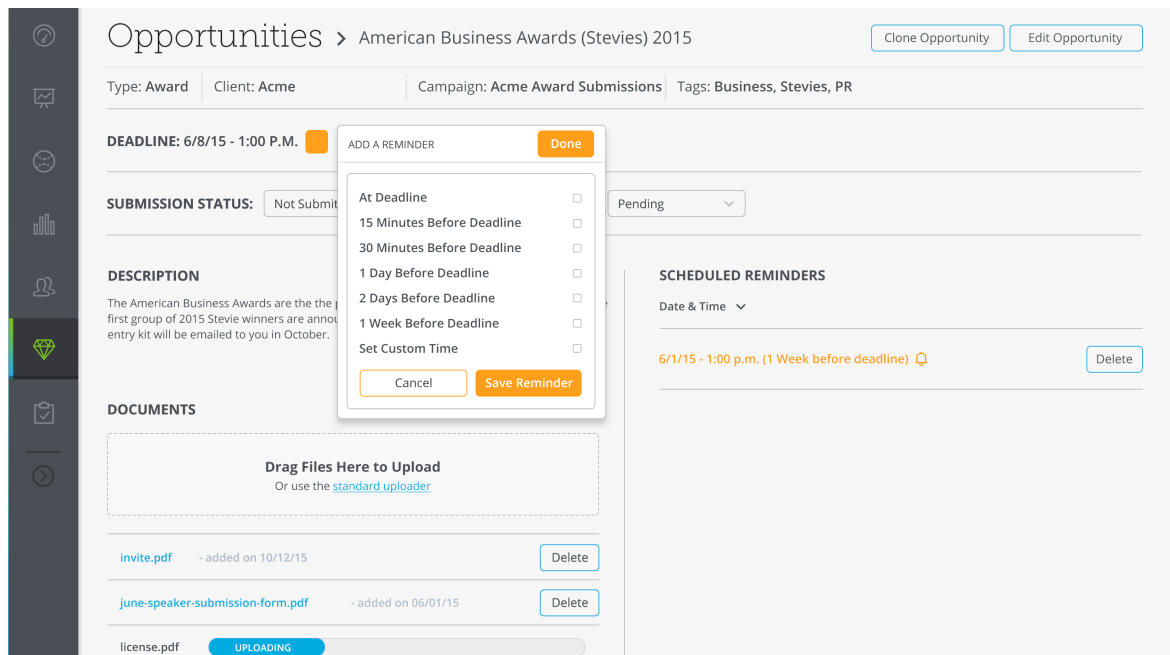 Opportunities > American Business Awards (Stevies) 2015
Clone Opportunity
Edit Opportunity
Type: Award
Client: Acme
Campaign: Acme Award Submissions
Tags: Business, Stevies, PR
DEADLINE: 6/8/15 - 1:00 P.M.
ADD A REMINDER
Done
At Deadline
15 Minutes Before Deadline
30 Minutes Before Deadline
1 Day Before Deadline
2 Days Before Deadline
1 Week Before Deadline
Set Custom Time
Cancel
Save Reminder
SUBMISSION STATUS:
Not Submit
Pending
DESCRIPTION
The American Business Awards are the the
first group of 2015 Stevie winners are
entry kit will be emailed to you in October.
SCHEDULED REMINDERS
Date & Time
6/1/15 - 1:00 p.m. (1 Week before deadline)
Delete
DOCUMENTS
Drag Files Here to Upload
Or use the standard uploader
invite.pdf - added on 10/12/15
Delete
june-speaker-submission-form.pdf - added on 06/01/15
Delete
license.pdf
UPLOADING